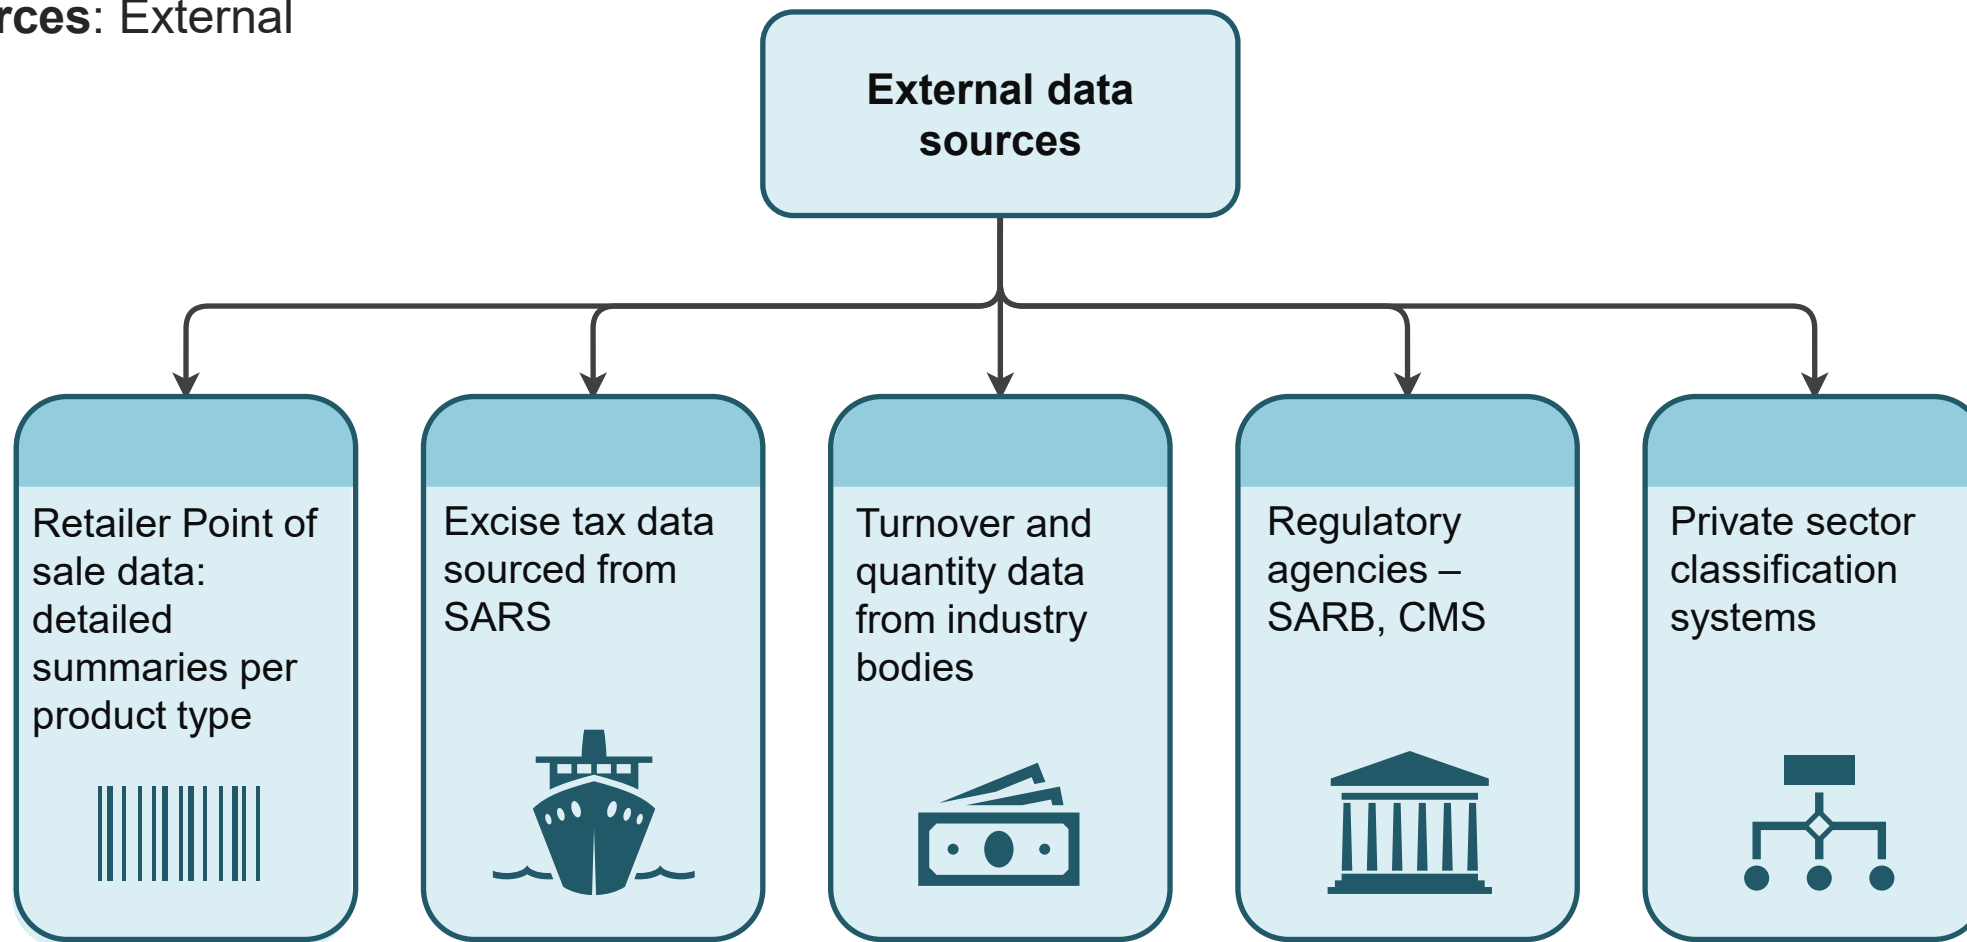 rces: External
External data
sources
Retailer Point of
sale data:
detailed
summaries per
product type
Excise tax data
sourced from
SARS
Turnover and
quantity data
from industry
bodies
Regulatory
agencies –
SARB, CMS
Private sector
classification
systems